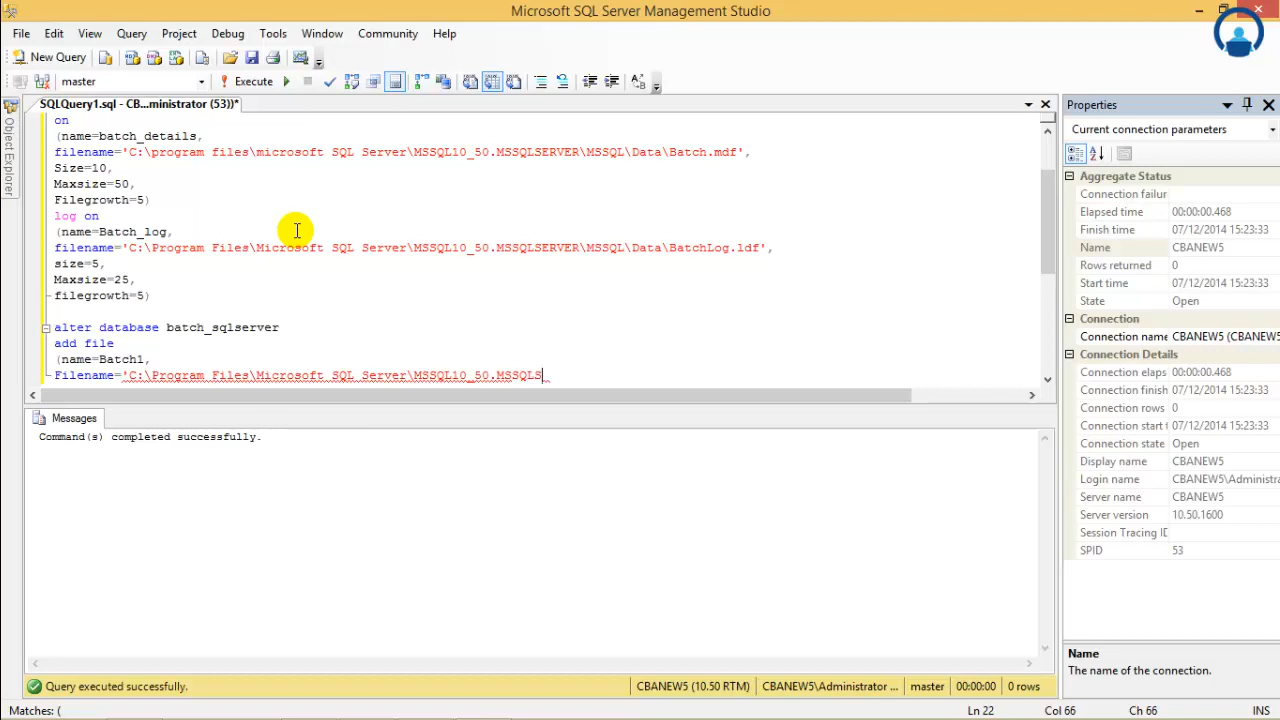 Microsoft SQL Server Management Studio
File Edit View Query Project Debug Tools Window Community Help
New Query
master Execute
SQLQuery1.sql - CB...ministrator (53))*
Properties
Object Explorer
on
(name=batch_details,
filename='C:\program files\microsoft SQL Server\MSSQL10_50.MSSQLSERVER\MSSQL\Data\Batch.mdf',
Size=10,
Maxsize=50,
Filegrowth=5)
log on
(name=Batch_log,
filename='C:\Program Files\Microsoft SQL Server\MSSQL10_50.MSSQLSERVER\MSSQL\Data\BatchLog.ldf',
size=5,
Maxsize=25,
filegrowth=5)
alter database batch_sqlserver
add file
(name=Batch1,
Filename='C:\Program Files\Microsoft SQL Server\MSSQL10_50.MSSQLS
Messages
Command(s) completed successfully.
Query executed successfully.
CBANEW5 (10.50 RTM) CBANEW5\Administrator ... master 00:00:00 0 rows
Current connection parameters
Aggregate Status
Connection failur
Elapsed time 00:00:00.468
Finish time 07/12/2014 15:23:33
Name CBANEW5
Rows returned 0
Start time 07/12/2014 15:23:33
State Open
Connection
Connection name CBANEW5 (CBANEW5
Connection Details
Connection elaps 00:00:00.468
Connection finish 07/12/2014 15:23:33
Connection rows 0
Connection start t 07/12/2014 15:23:33
Connection state Open
Display name CBANEW5
Login name CBANEW5\Administra
Server name CBANEW5
Server version 10.50.1600
Session Tracing ID
SPID 53
Name
The name of the connection.
Matches: ( Ln 22 Col 66 Ch 66 INS